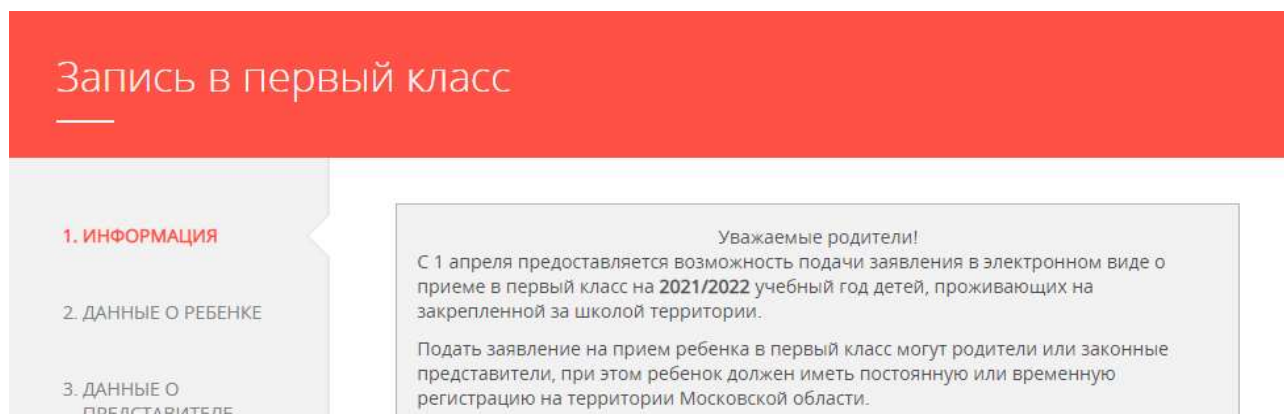 Запись в первый класс
1. ИНФОРМАЦИЯ
2. ДАННЫЕ О РЕБЕНКЕ
3. ДАННЫЕ О
ПРЕДСТАВИТЕЛЕ
Уважаемые родители!
С 1 апреля предоставляется возможность подачи заявления в электронном виде о
приеме в первый класс на 2021/2022 учебный год детей, проживающих на
закрепленной за школой территории.
Подать заявление на прием ребенка в первый класс могут родители или законные
представители, при этом ребенок должен иметь постоянную или временную
регистрацию на территории Московской области.